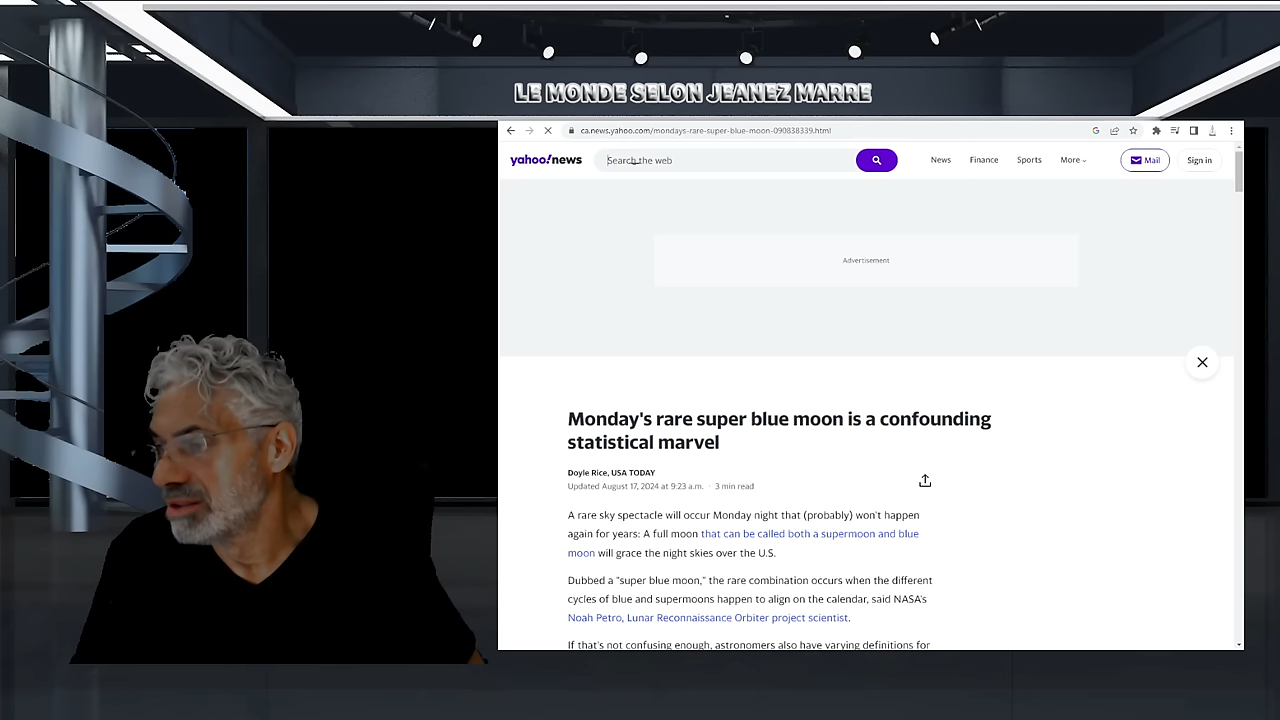 LE MONDE SELON JEANEZ MARRE
ca.news.yahoo.com/mondays-rare-super-blue-moon-090838339.html
yahoo!news Search the web News Finance Sports More Mail Sign in
Advertisement
Monday's rare super blue moon is a confounding
statistical marvel
Doyle Rice, USA TODAY
Updated August 17, 2024 at 9:23 a.m. · 3 min read
A rare sky spectacle will occur Monday night that (probably) won't happen
again for years: A full moon that can be called both a supermoon and blue
moon will grace the night skies over the U.S.
Dubbed a "super blue moon," the rare combination occurs when the different
cycles of blue and supermoons happen to align on the calendar, said NASA's
Noah Petro, Lunar Reconnaissance Orbiter project scientist.
If that's not confusing enough, astronomers also have varying definitions for